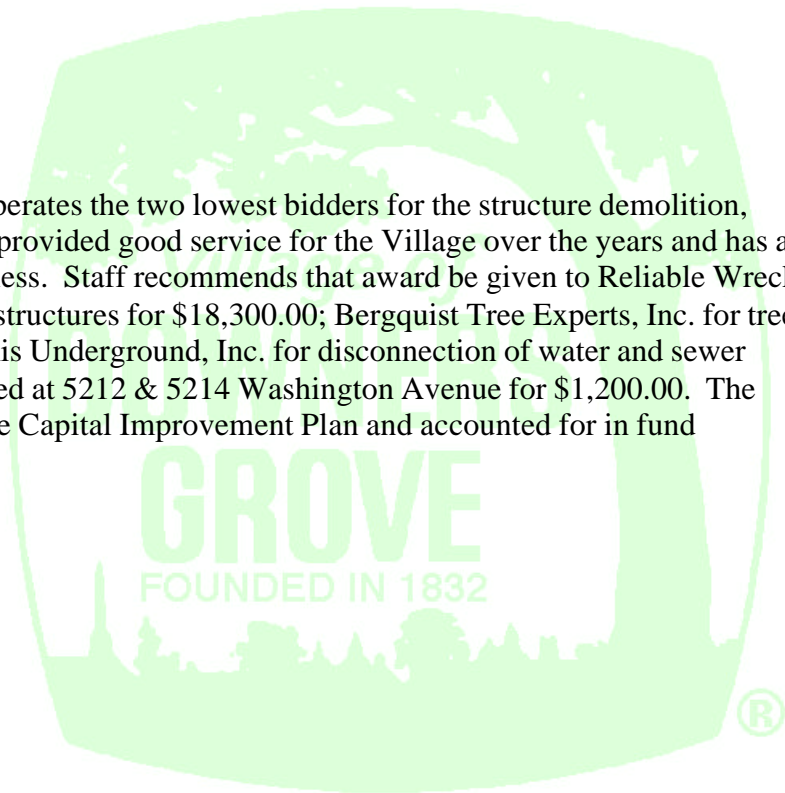 perates the two lowest bidders for the structure demolition,
provided good service for the Village over the years and has a
ess. Staff recommends that award be given to Reliable Wrec
structures for $18,300.00; Bergquist Tree Experts, Inc. for tree
is Underground, Inc. for disconnection of water and sewer
ed at 5212 & 5214 Washington Avenue for $1,200.00. The
e Capital Improvement Plan and accounted for in fund
Village of
DOWNERS
GROVE
FOUNDED IN 1832
®